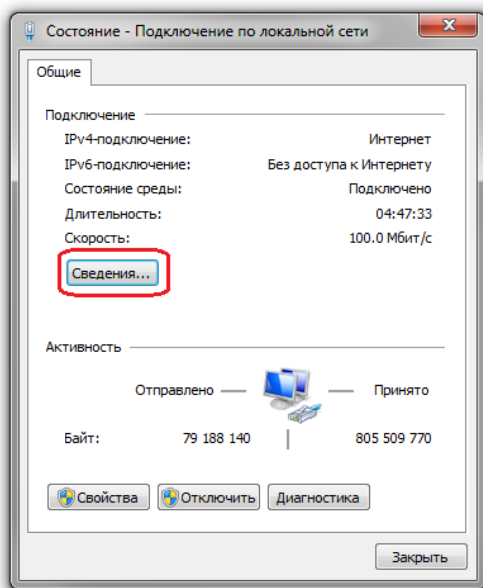 Состояние - Подключение по локальной сети
Общие
Подключение
IPv4-подключение: Интернет
IPv6-подключение: Без доступа к Интернету
Состояние среды: Подключено
Длительность: 04:47:33
Скорость: 100.0 Мбит/с
Сведения...
Активность
Отправлено — — Принято
Байт: 79 188 140 | 805 509 770
Свойства Отключить Диагностика
Закрыть